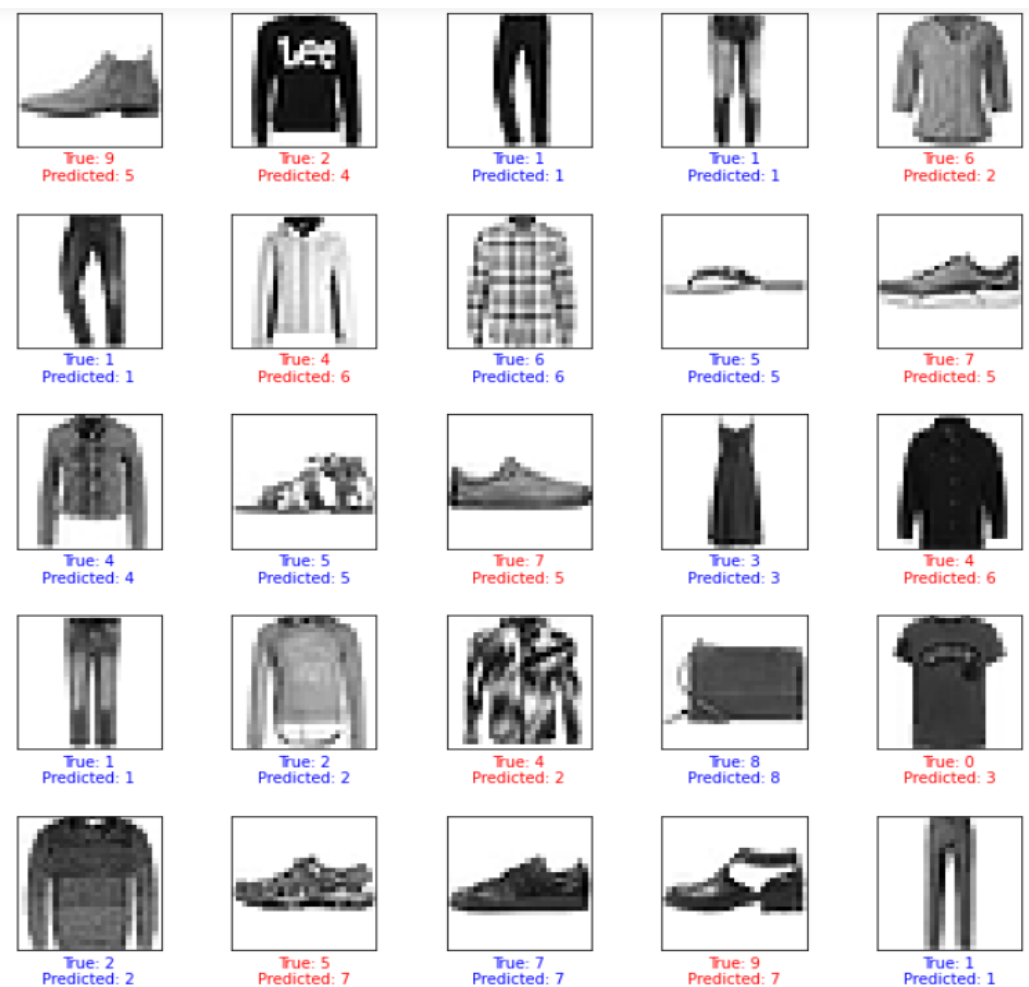 Lee
True: 9
Predicted: 5
True: 2
Predicted: 4
True: 1
Predicted: 1
True: 1
Predicted: 1
True: 6
Predicted: 2
True: 1
Predicted: 1
True: 4
Predicted: 6
True: 6
Predicted: 6
True: 5
Predicted: 5
True: 7
Predicted: 5
True: 4
Predicted: 4
True: 5
Predicted: 5
True: 7
Predicted: 5
True: 3
Predicted: 3
True: 4
Predicted: 6
True: 1
Predicted: 1
True: 2
Predicted: 2
True: 4
Predicted: 2
True: 8
Predicted: 8
True: 0
Predicted: 3
True: 2
Predicted: 2
True: 5
Predicted: 7
True: 7
Predicted: 7
True: 9
Predicted: 7
True: 1
Predicted: 1